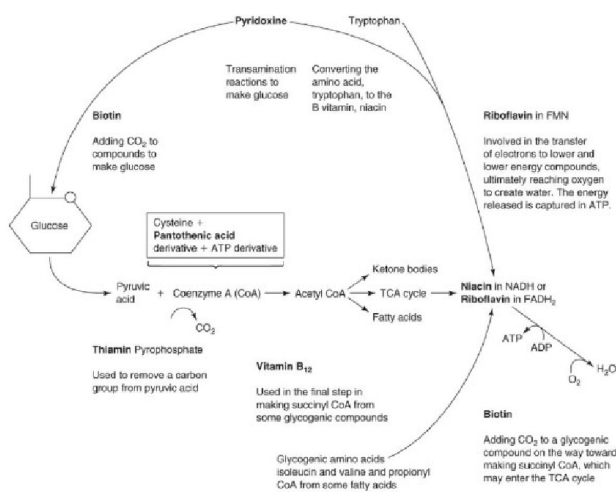 Pyridoxine
Tryptophan
Transamination
reactions to
make glucose
Converting the
amino acid,
tryptophan, to the
B vitamin, niacin
Biotin
Adding CO2 to
compounds to
make glucose
Riboflavin in FMN
Involved in the transfer
of electrons to lower and
lower energy compounds,
ultimately reaching oxygen
to create water. The energy
released is captured in ATP.
Glucose
Cysteine +
Pantothenic acid
derivative + ATP derivative
Pyruvic
acid
+ Coenzyme A (CoA)
Acetyl CoA
Ketone bodies
TCA cycle
Fatty acids
Niacin in NADH or
Riboflavin in FADH2
CO2
ATP
ADP
O2
H2O
Thiamin Pyrophosphate
Used to remove a carbon
group from pyruvic acid
Vitamin B12
Used in the final step in
making succinyl CoA from
some glycogenic compounds
Glycogenic amino acids
isoleucin and valine and propionyl
CoA from some fatty acids
Biotin
Adding CO2 to a glycogenic
compound on the way toward
making succinyl CoA, which
may enter the TCA cycle